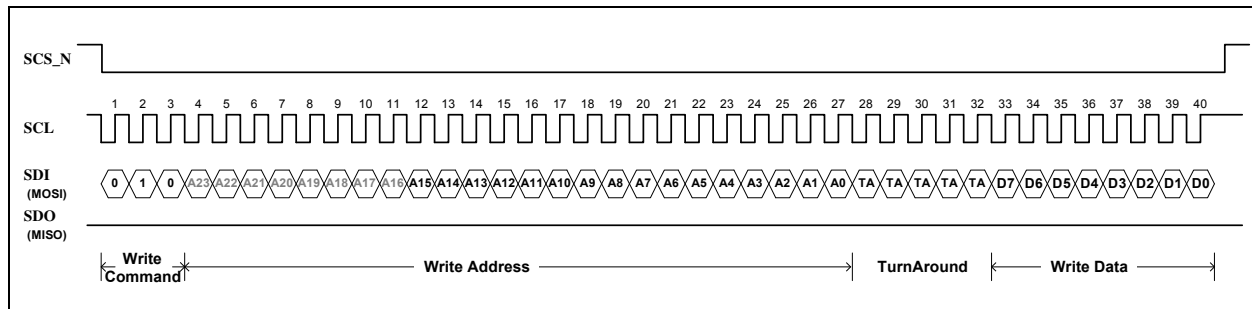 SCS_N
1 2 3 4 5 6 7 8 9 10 11 12 13 14 15 16 17 18 19 20 21 22 23 24 25 26 27 28 29 30 31 32 33 34 35 36 37 38 39 40
SCL
SDI
(MOSI)
0 1 0 A23 A22 A21 A20 A19 A18 A17 A16 A15 A14 A13 A12 A11 A10 A9 A8 A7 A6 A5 A4 A3 A2 A1 A0 TA TA TA TA TA D7 D6 D5 D4 D3 D2 D1 D0
SDO
(MISO)
Write
Command
Write Address
TurnAround
Write Data